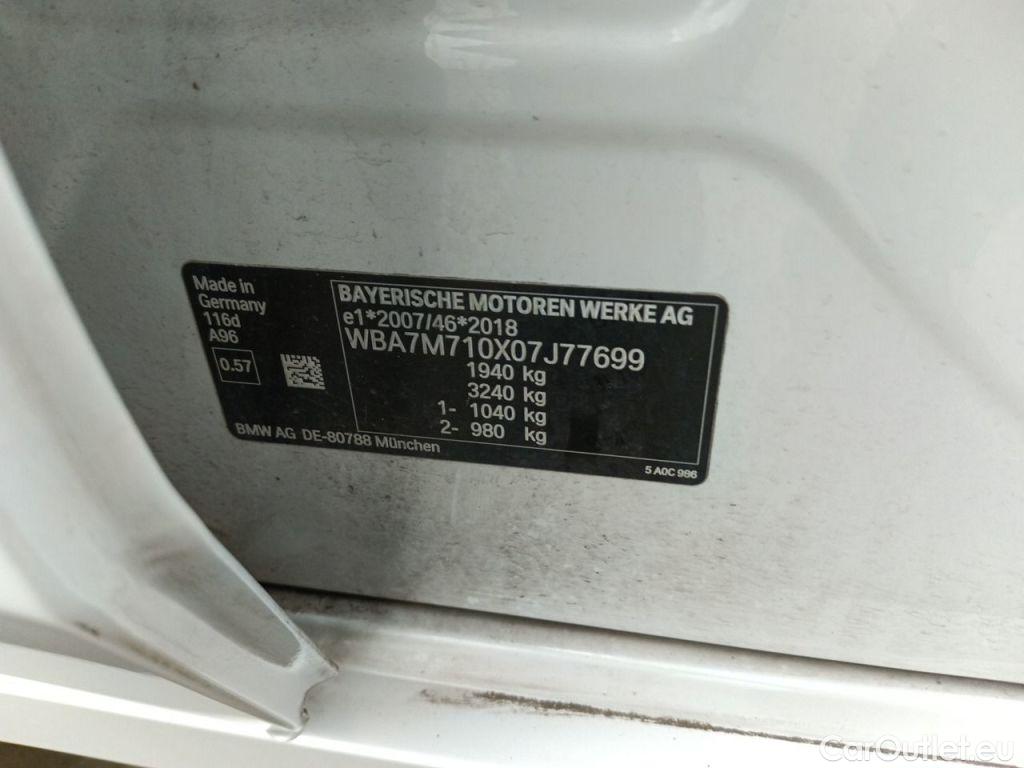 Made in
Germany
116d
A96
0.57
BAYERISCHE MOTOREN WERKE AG
e1*2007/46*2018
WBA7M710X07J77699
1940 kg
3240 kg
1- 1040 kg
2- 980 kg
BMW AG DE-80788 München
5 A0C 986
CarOutlet.eu